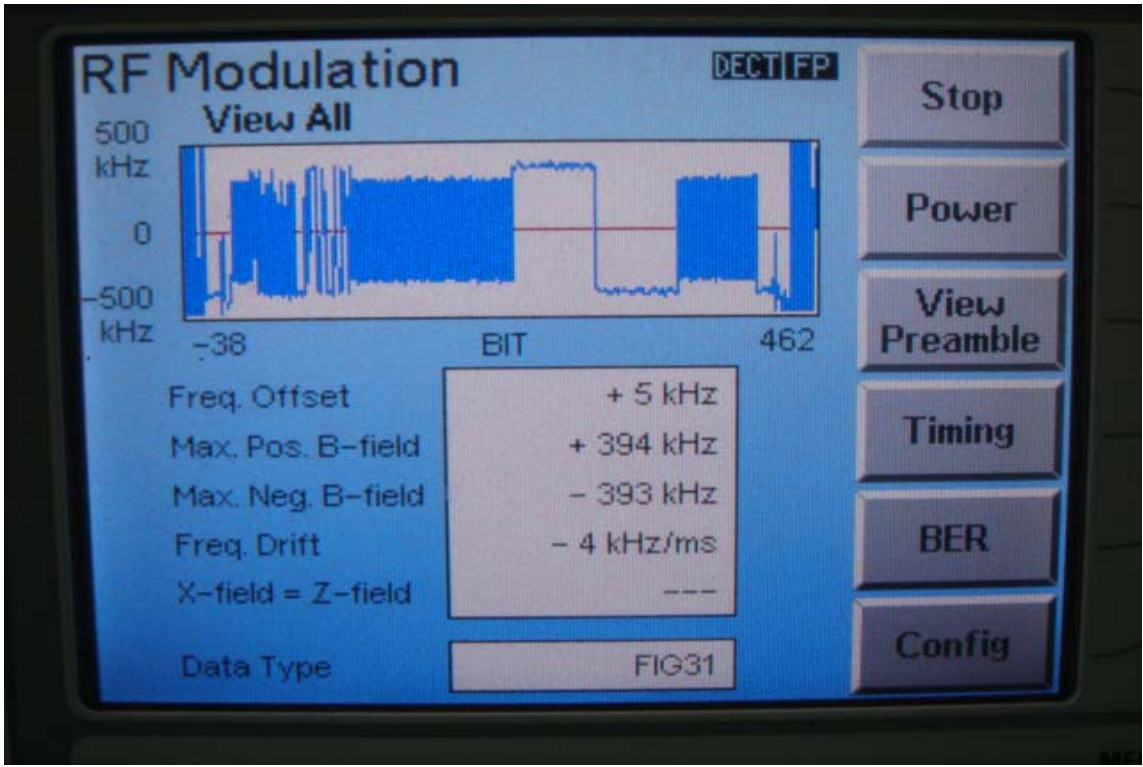 RF Modulation
DECT FP
View All
500
kHz
0
-500
kHz
-38
BIT
462
Freq. Offset + 5 kHz
Max. Pos. B-field + 394 kHz
Max. Neg. B-field - 393 kHz
Freq. Drift - 4 kHz/ms
X-field = Z-field ---
Data Type FIG31
Stop
Power
View
Preamble
Timing
BER
Config